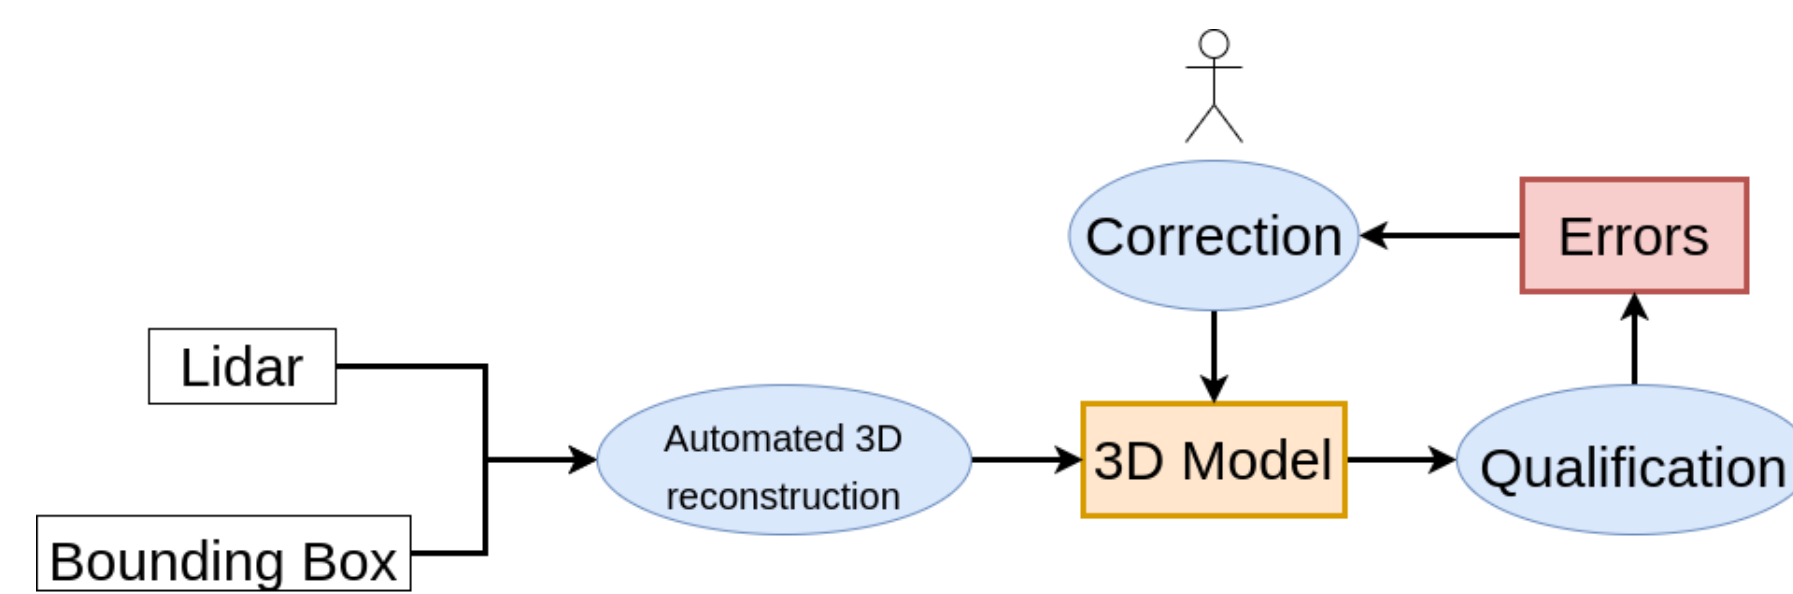 Correction
Errors
Lidar
Automated 3D
reconstruction
3D Model
Qualification
Bounding Box